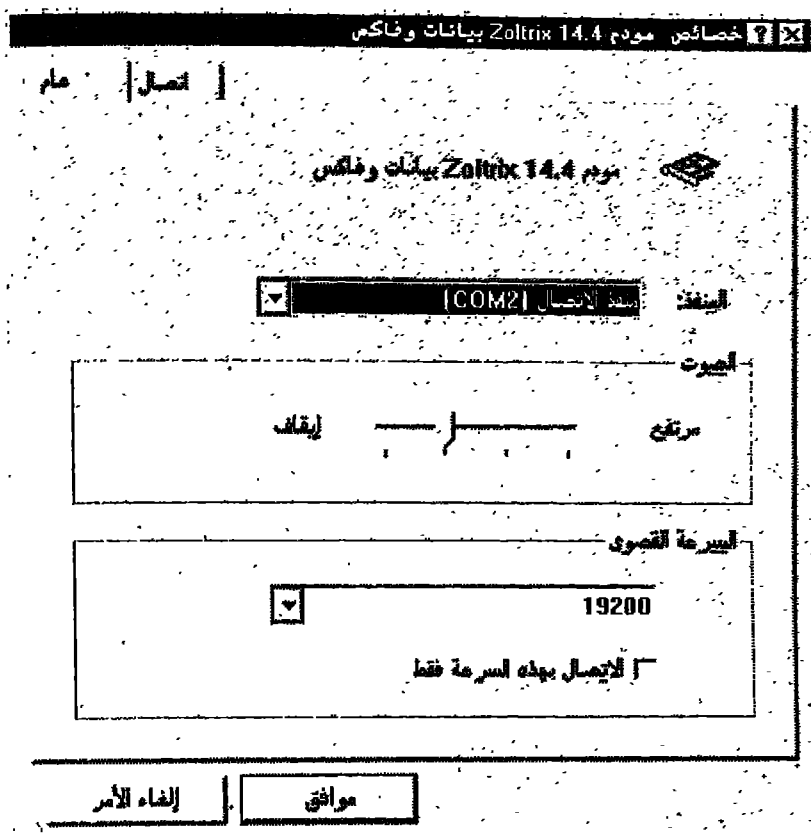 خصائص مودم Zoltrix 14.4 بيانات وفاكس
اتصال عام
مودم Zoltrix 14.4 بيانات وفاكس
المنفذ: منفذ الاتصال (COM2)
الصوت
مرتفع إيقاف
السرعة القصوى
19200
الاتصال بهذه السرعة فقط
موافق إلغاء الأمر